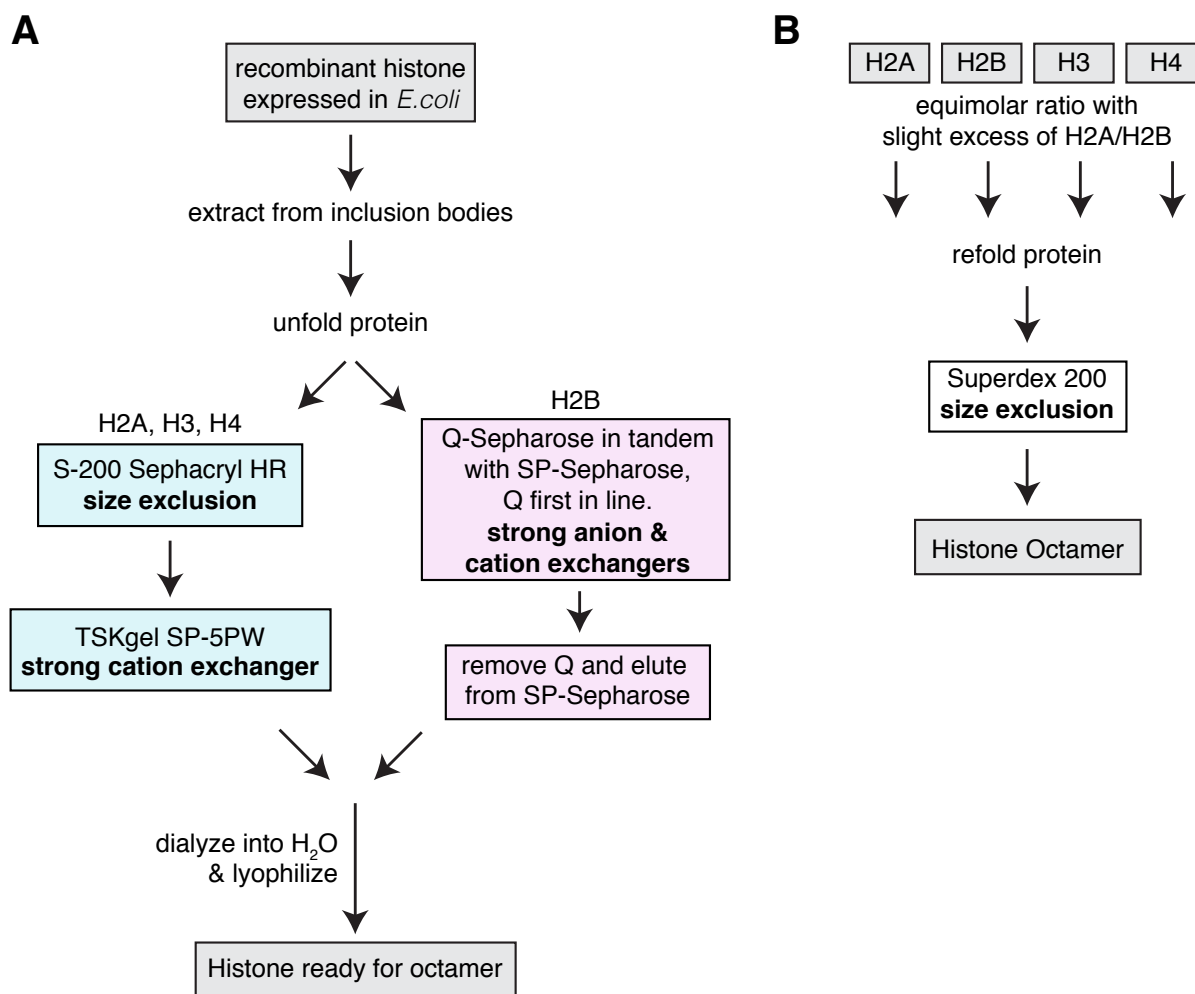 A
recombinant histone
expressed in E.coli
extract from inclusion bodies
unfold protein
H2A, H3, H4
S-200 Sephacryl HR
size exclusion
TSKgel SP-5PW
strong cation exchanger
H2B
Q-Sepharose in tandem
with SP-Sepharose,
Q first in line.
strong anion &
cation exchangers
remove Q and elute
from SP-Sepharose
dialyze into H₂O
& lyophilize
Histone ready for octamer
B
H2A H2B H3 H4
equimolar ratio with
slight excess of H2A/H2B
refold protein
Superdex 200
size exclusion
Histone Octamer